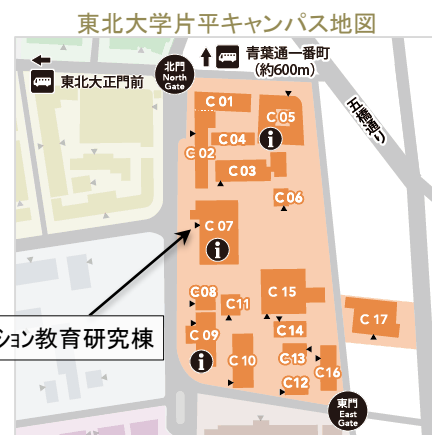 東北大学片平キャンパス地図
青葉通一番町
(約600m)
北門
North
Gate
東北大正門前
五橋通り
C 01
C 05
C 04
C 02
C 03
C 06
C 07
C 08
C 11
C 15
C 17
C 09
C 14
ション教育研究棟
C 10
C 13
C 16
C 12
東門
East
Gate